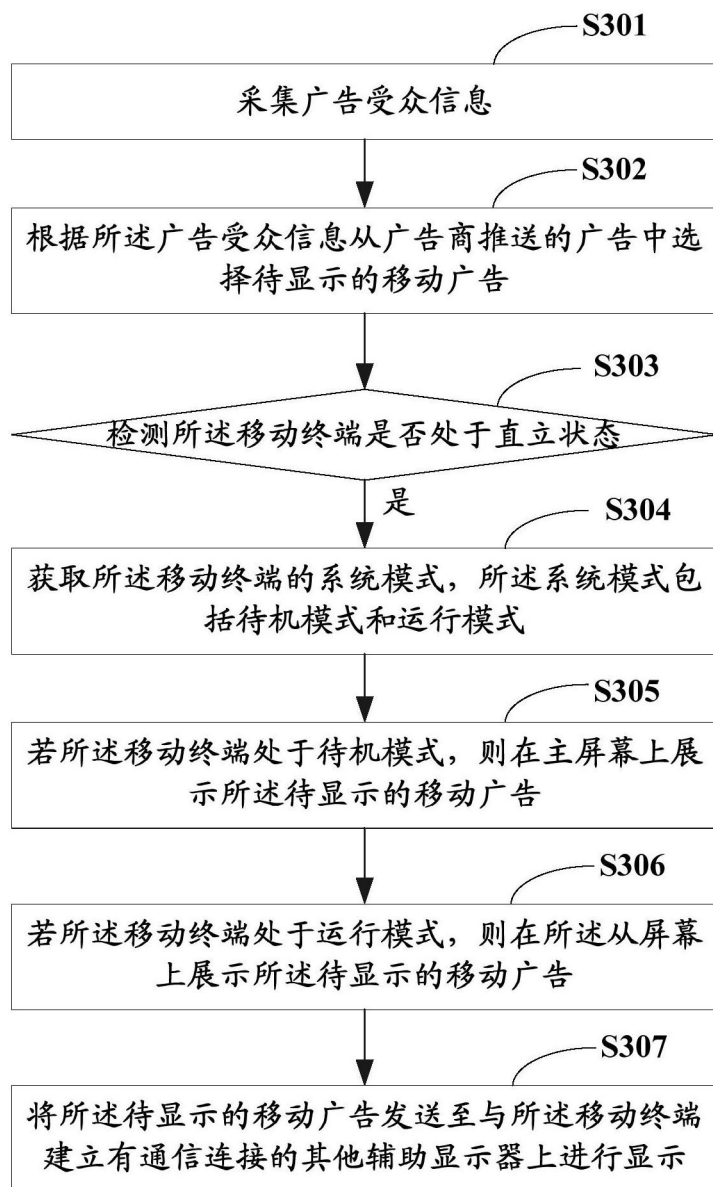 S301
采集广告受众信息
S302
根据所述广告受众信息从广告商推送的广告中选
择待显示的移动广告
S303
检测所述移动终端是否处于直立状态
是
S304
获取所述移动终端的系统模式，所述系统模式包
括待机模式和运行模式
S305
若所述移动终端处于待机模式，则在主屏幕上展
示所述待显示的移动广告
S306
若所述移动终端处于运行模式，则在所述从屏幕
上展示所述待显示的移动广告
S307
将所述待显示的移动广告发送至与所述移动终端
建立有通信连接的其他辅助显示器上进行显示